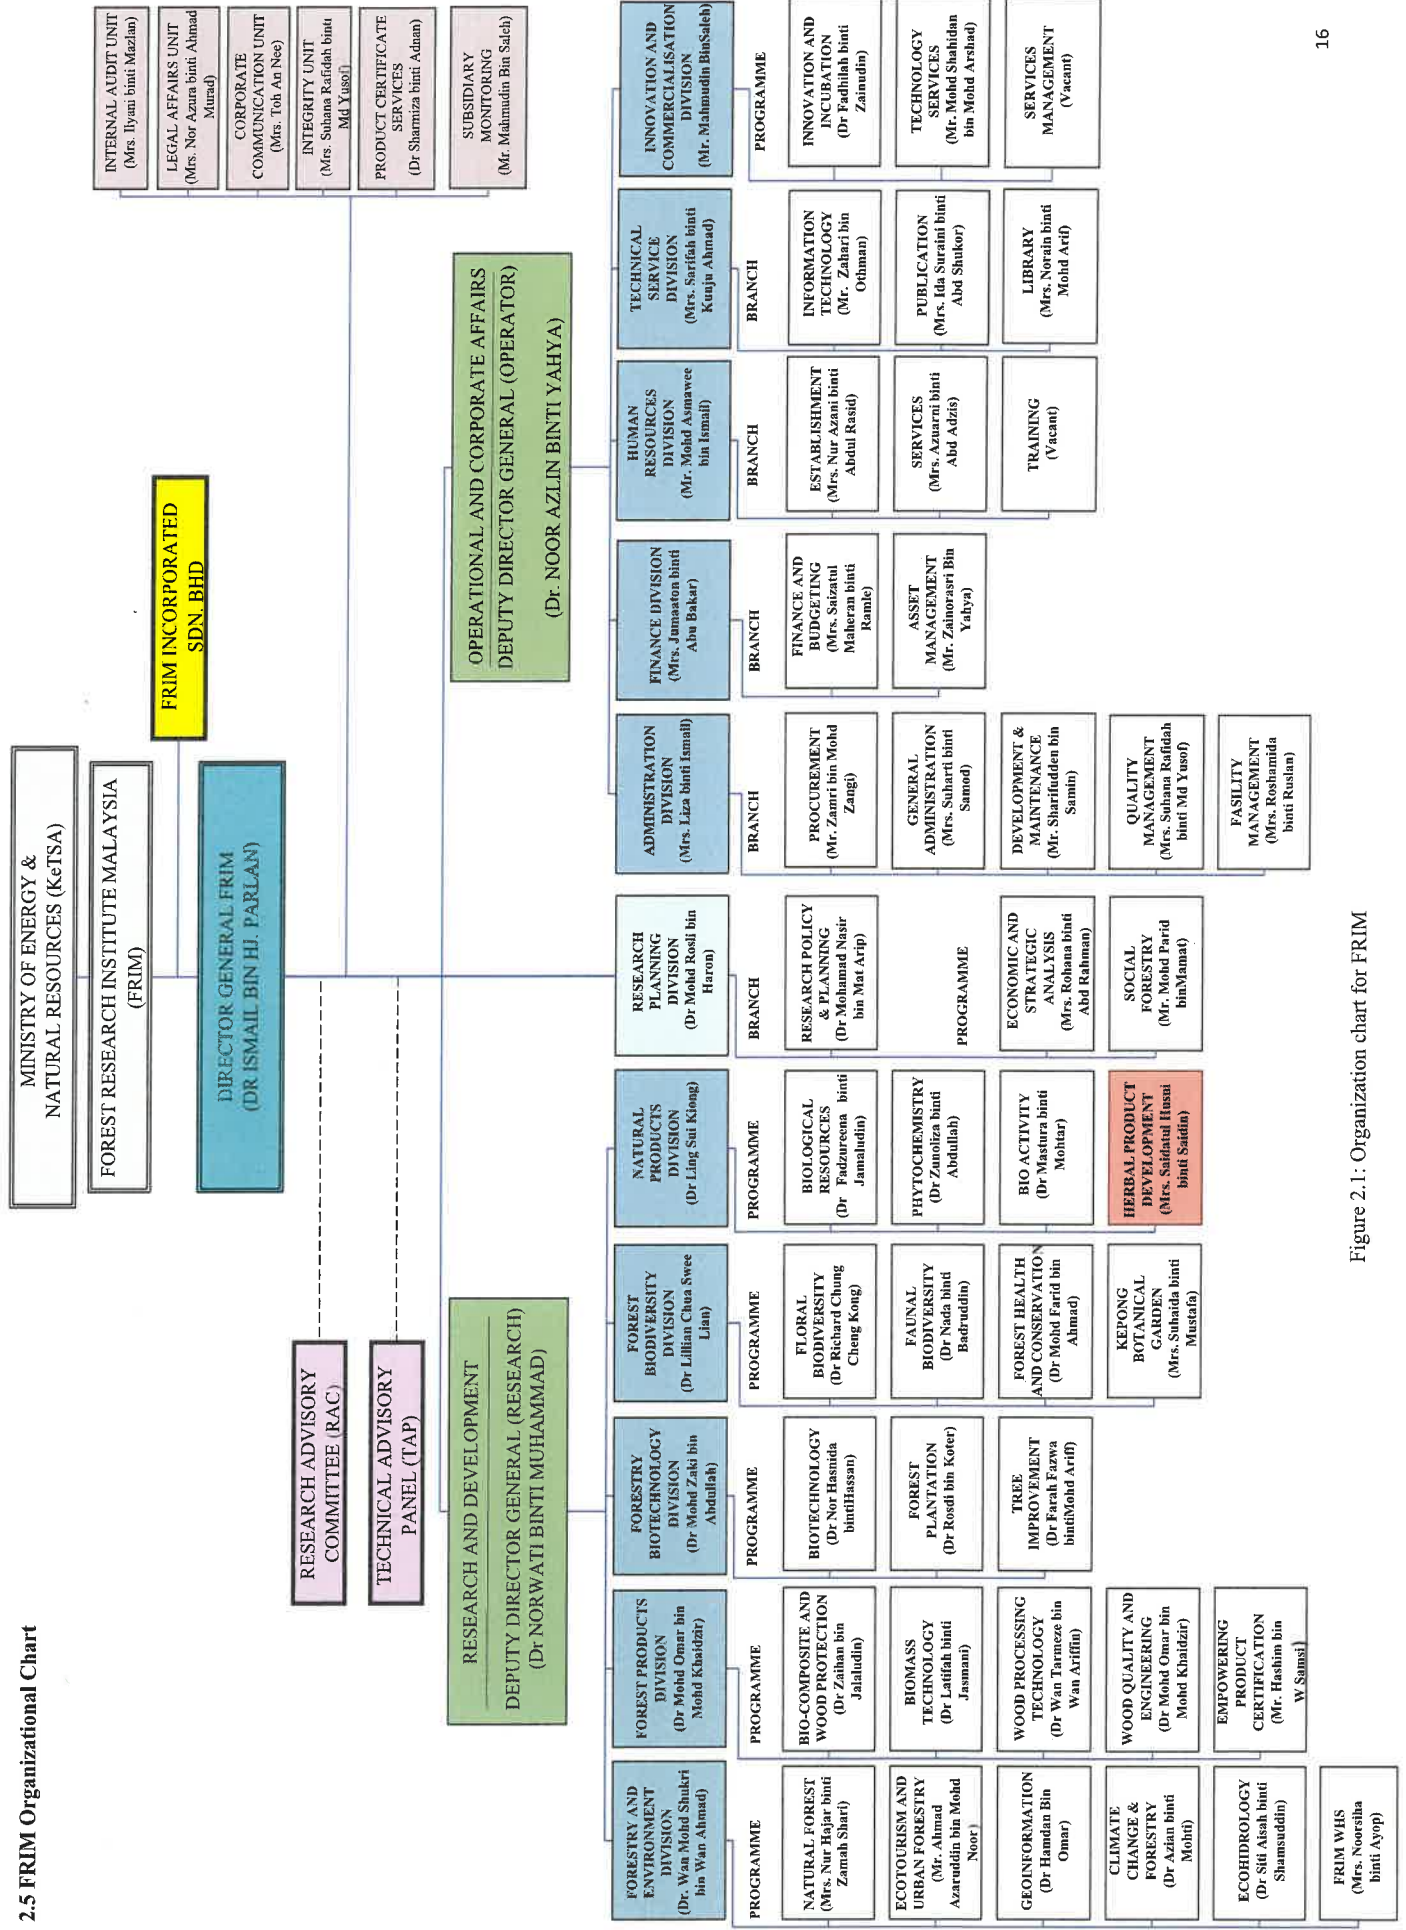 2.5 FRIM Organizational Chart
MINISTRY OF ENERGY &
NATURAL RESOURCES (KeTSA)
FOREST RESEARCH INSTITUTE MALAYSIA
(FRIM)
FRIM INCORPORATED
SDN. BHD
DIRECTOR GENERAL FRIM
(DR ISMAIL BIN HJ. PARLAN)
RESEARCH ADVISORY
COMMITTEE (RAC)
TECHNICAL ADVISORY
PANEL (TAP)
INTERNAL AUDIT UNIT
(Mrs. Ilyani binti Mazlan)
LEGAL AFFAIRS UNIT
(Mrs. Nor Azura binti Ahmad
Murad)
CORPORATE
COMMUNICATION UNIT
(Mrs. Toh An Nee)
INTEGRITY UNIT
(Mrs. Suhana Rafidah binti
Md Yusof)
PRODUCT CERTIFICATE
SERVICES
(Dr Sharmiza binti Adnan)
SUBSIDIARY
MONITORING
(Mr. Mahmudin Bin Saleh)
RESEARCH AND DEVELOPMENT
DEPUTY DIRECTOR GENERAL (RESEARCH)
(Dr NORWATI BINTI MUHAMMAD)
OPERATIONAL AND CORPORATE AFFAIRS
DEPUTY DIRECTOR GENERAL (OPERATOR)
(Dr. NOOR AZLIN BINTI YAHYA)
FORESTRY AND
ENVIRONMENT
DIVISION
(Dr. Wan Mohd Shukri
bin Wan Ahmad)
PROGRAMME
NATURAL FOREST
(Mrs. Nur Hajar binti
Zamah Shari)
ECOTOURISM AND
URBAN FORESTRY
(Mr. Ahmad
Azaruddin bin Mohd
Noor)
GEOINFORMATION
(Dr Hamdan Bin
Omar)
CLIMATE
CHANGE &
FORESTRY
(Dr Azian binti
Mohti)
ECOHIDROLOGY
(Dr Siti Aisah binti
Shamsuddin)
FRIM WHS
(Mrs. Noorsiha
binti Ayop)
FOREST PRODUCTS
DIVISION
(Dr Mohd Omar bin
Mohd Khaidzir)
PROGRAMME
BIO-COMPOSITE AND
WOOD PROTECTION
(Dr Zaihan bin
Jalaludin)
BIOMASS
TECHNOLOGY
(Dr Latifah binti
Jasmani)
WOOD PROCESSING
TECHNOLOGY
(Dr Wan Tarmeze bin
Wan Ariffin)
WOOD QUALITY AND
ENGINEERING
(Dr Mohd Omar bin
Mohd Khaidzir)
EMPOWERING
PRODUCT
CERTIFICATION
(Mr. Hashim bin
W Samsi)
FORESTRY
BIOTECHNOLOGY
DIVISION
(Dr Mohd Zaki bin
Abdullah)
PROGRAMME
BIOTECHNOLOGY
(Dr Nor Hasnida
bintiHassan)
FOREST
PLANTATION
(Dr Rosdi bin Koter)
TREE
IMPROVEMENT
(Dr Farah Fazwa
bintiMohd Ariff)
FOREST
BIODIVERSITY
DIVISION
(Dr Lillian Chua Swee
Lian)
PROGRAMME
FLORAL
BIODIVERSITY
(Dr Richard Chung
Cheng Kong)
FAUNAL
BIODIVERSITY
(Dr Nada binti
Badruddin)
FOREST HEALTH
AND CONSERVATION
(Dr Mohd Farid bin
Ahmad)
KEPONG
BOTANICAL
GARDEN
(Mrs. Suhaida binti
Mustafa)
NATURAL
PRODUCTS
DIVISION
(Dr Ling Sui Kiong)
PROGRAMME
BIOLOGICAL
RESOURCES
(Dr Fadzureena binti
Jamaludin)
PHYTOCHEMISTRY
(Dr Zunoliza binti
Abdullah)
BIO ACTIVITY
(Dr Mastura binti
Mohtar)
HERBAL PRODUCT
DEVELOPMENT
(Mrs. Saidatul Husni
binti Saidin)
RESEARCH
PLANNING
DIVISION
(Dr Mohd Rosli bin
Haron)
BRANCH
RESEARCH POLICY
& PLANNING
(Dr Mohamad Nasir
bin Mat Arip)
PROGRAMME
ECONOMIC AND
STRATEGIC
ANALYSIS
(Mrs. Rohana binti
Abd Rahman)
SOCIAL
FORESTRY
(Mr. Mohd Parid
binMamat)
ADMINISTRATION
DIVISION
(Mrs. Liza binti Ismail)
BRANCH
PROCUREMENT
(Mr. Zamri bin Mohd
Zangi)
GENERAL
ADMINISTRATION
(Mrs. Suharti binti
Samod)
DEVELOPMENT &
MAINTENANCE
(Mr. Sharifudden bin
Samin)
QUALITY
MANAGEMENT
(Mrs. Suhana Rafidah
binti Md Yusof)
FASILITY
MANAGEMENT
(Mrs. Roshamida
binti Ruslan)
FINANCE DIVISION
(Mrs. Jumaaton binti
Abu Bakar)
BRANCH
FINANCE AND
BUDGETING
(Mrs. Saizatul
Maheran binti
Ramle)
ASSET
MANAGEMENT
(Mr. Zainorasri Bin
Yahya)
HUMAN
RESOURCES
DIVISION
(Mr. Mohd Asmawee
bin Ismail)
BRANCH
ESTABLISHMENT
(Mrs. Nur Azani binti
Abdul Rasid)
SERVICES
(Mrs. Azuarni binti
Abd Adzis)
TRAINING
(Vacant)
TECHNICAL
SERVICE
DIVISION
(Mrs. Sarifah binti
Kunju Ahmad)
BRANCH
INFORMATION
TECHNOLOGY
(Mr. Zahari bin
Othman)
PUBLICATION
(Mrs. Ida Suraini binti
Abd Shukor)
LIBRARY
(Mrs. Norain binti
Mohd Arif)
INNOVATION AND
COMMERCIALISATION
DIVISION
(Mr. Mahmudin BinSaleh)
PROGRAMME
INNOVATION AND
INCUBATION
(Dr Fadhilah binti
Zainudin)
TECHNOLOGY
SERVICES
(Mr. Mohd Shahidan
bin Mohd Arshad)
SERVICES
MANAGEMENT
(Vacant)
Figure 2.1: Organization chart for FRIM
16